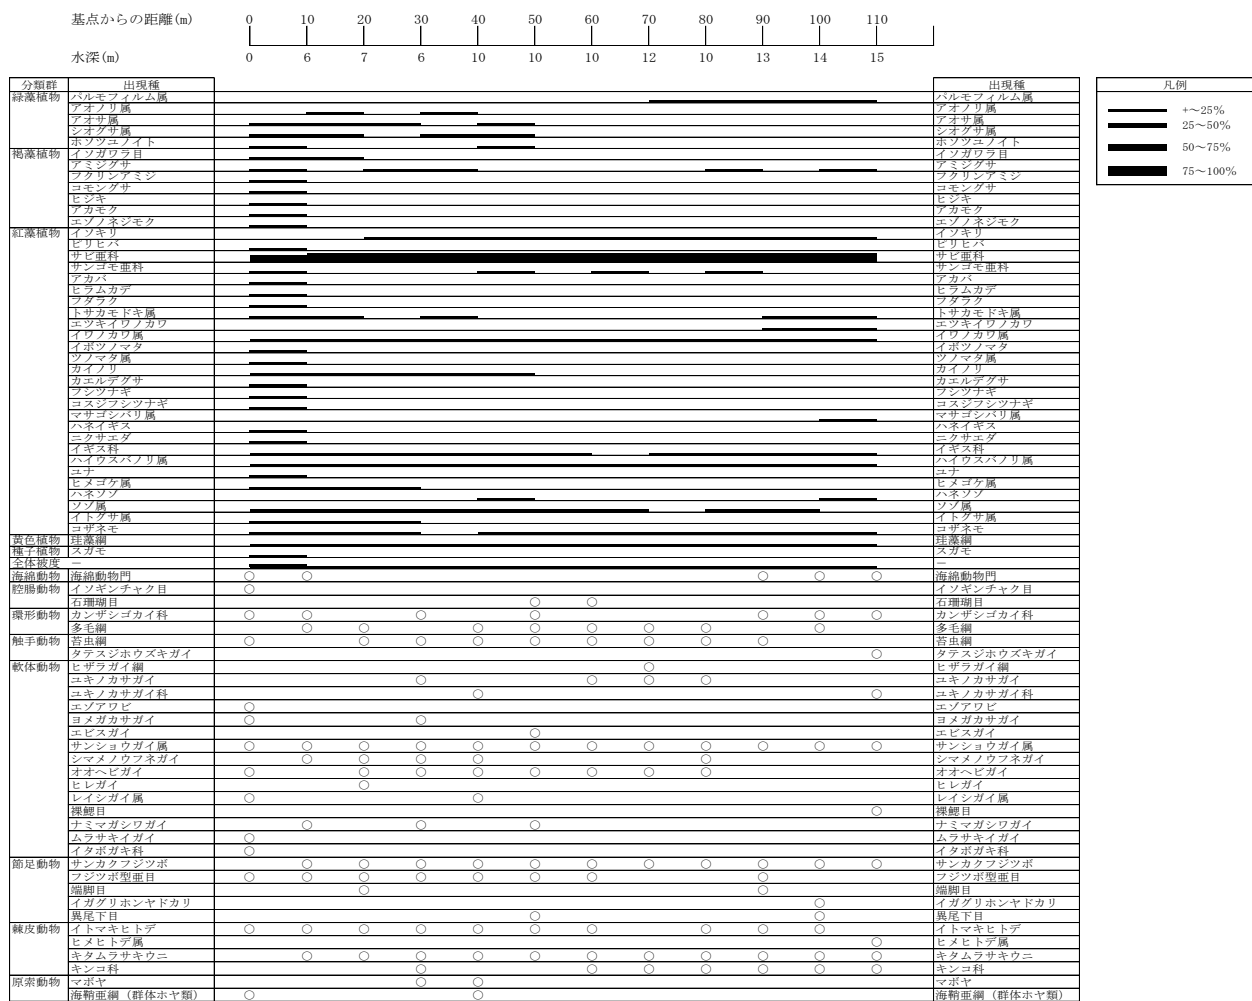 基点からの距離(m) 0 10 20 30 40 50 60 70 80 90 100 110
水深(m) 0 6 7 6 10 10 10 12 10 13 14 15
分類群 出現種 出現種 凡例
緑藻植物 パルモフィルム属 パルモフィルム属
アオノリ属 アオノリ属 +～25%
アオサ属 アオサ属 25～50%
シオグサ属 シオグサ属
ホソツユノイト ホソツユノイト 50～75%
褐藻植物 イソガワラ目 イソガワラ目
アミジグサ アミジグサ 75～100%
フクリンアミジ フクリンアミジ
コモングサ コモングサ
ヒジキ ヒジキ
アカモク アカモク
エゾノネジモク エゾノネジモク
紅藻植物 イソキリ イソキリ
ピリヒバ ピリヒバ
サビ亜科 サビ亜科
サンゴモ亜科 サンゴモ亜科
アカバ アカバ
ヒラムカデ ヒラムカデ
フダラク フダラク
トサカモドキ属 トサカモドキ属
エツキイワノカワ エツキイワノカワ
イワノカワ属 イワノカワ属
イボツノマタ イボツノマタ
ツノマタ属 ツノマタ属
カイノリ カイノリ
カエルデグサ カエルデグサ
フシツナギ フシツナギ
コスジフシツナギ コスジフシツナギ
マサゴシバリ属 マサゴシバリ属
ハネイギス ハネイギス
ニクサエダ ニクサエダ
イギス科 イギス科
ハイウスバノリ属 ハイウスバノリ属
ユナ ユナ
ヒメゴケ属 ヒメゴケ属
ハネソゾ ハネソゾ
ソゾ属 ソゾ属
イトグサ属 イトグサ属
コザネモ コザネモ
黄色植物 珪藻綱 珪藻綱
種子植物 スガモ スガモ
全体被度 － －
海綿動物 海綿動物門 ○ ○ ○ ○ ○ 海綿動物門
腔腸動物 イソギンチャク目 ○ イソギンチャク目
石珊瑚目 ○ ○ 石珊瑚目
環形動物 カンザシゴカイ科 ○ ○ ○ ○ ○ ○ ○ カンザシゴカイ科
多毛綱 ○ ○ ○ ○ ○ ○ ○ ○ 多毛綱
触手動物 苔虫綱 ○ ○ ○ ○ ○ ○ ○ ○ ○ 苔虫綱
タテスジホウズキガイ ○ タテスジホウズキガイ
軟体動物 ヒザラガイ綱 ○ ヒザラガイ綱
ユキノカサガイ ○ ○ ○ ○ ユキノカサガイ
ユキノカサガイ科 ○ ○ ユキノカサガイ科
エゾアワビ ○ エゾアワビ
ヨメガカサガイ ○ ○ ヨメガカサガイ
エビスガイ ○ エビスガイ
サンショウガイ属 ○ ○ ○ ○ ○ ○ ○ ○ ○ ○ ○ ○ サンショウガイ属
シマメノウフネガイ ○ ○ ○ ○ ○ シマメノウフネガイ
オオヘビガイ ○ ○ ○ ○ ○ ○ ○ ○ オオヘビガイ
ヒレガイ ○ ヒレガイ
レイシガイ属 ○ ○ レイシガイ属
裸鰓目 ○ 裸鰓目
ナミマガシワガイ ○ ○ ○ ナミマガシワガイ
ムラサキイガイ ○ ムラサキイガイ
イタボガキ科 ○ イタボガキ科
節足動物 サンカクフジツボ ○ ○ ○ ○ ○ ○ ○ ○ ○ ○ ○ サンカクフジツボ
フジツボ型亜目 ○ ○ ○ ○ ○ ○ ○ ○ フジツボ型亜目
端脚目 ○ ○ 端脚目
イガグリホンヤドカリ ○ イガグリホンヤドカリ
異尾下目 ○ ○ 異尾下目
棘皮動物 イトマキヒトデ ○ ○ ○ ○ ○ ○ ○ ○ ○ ○ イトマキヒトデ
ヒメヒトデ属 ○ ヒメヒトデ属
キタムラサキウニ ○ ○ ○ ○ ○ ○ ○ ○ ○ ○ ○ キタムラサキウニ
キンコ科 ○ ○ ○ ○ ○ ○ ○ キンコ科
原索動物 マボヤ ○ ○ マボヤ
海鞘亜綱（群体ホヤ類） ○ ○ 海鞘亜綱（群体ホヤ類）